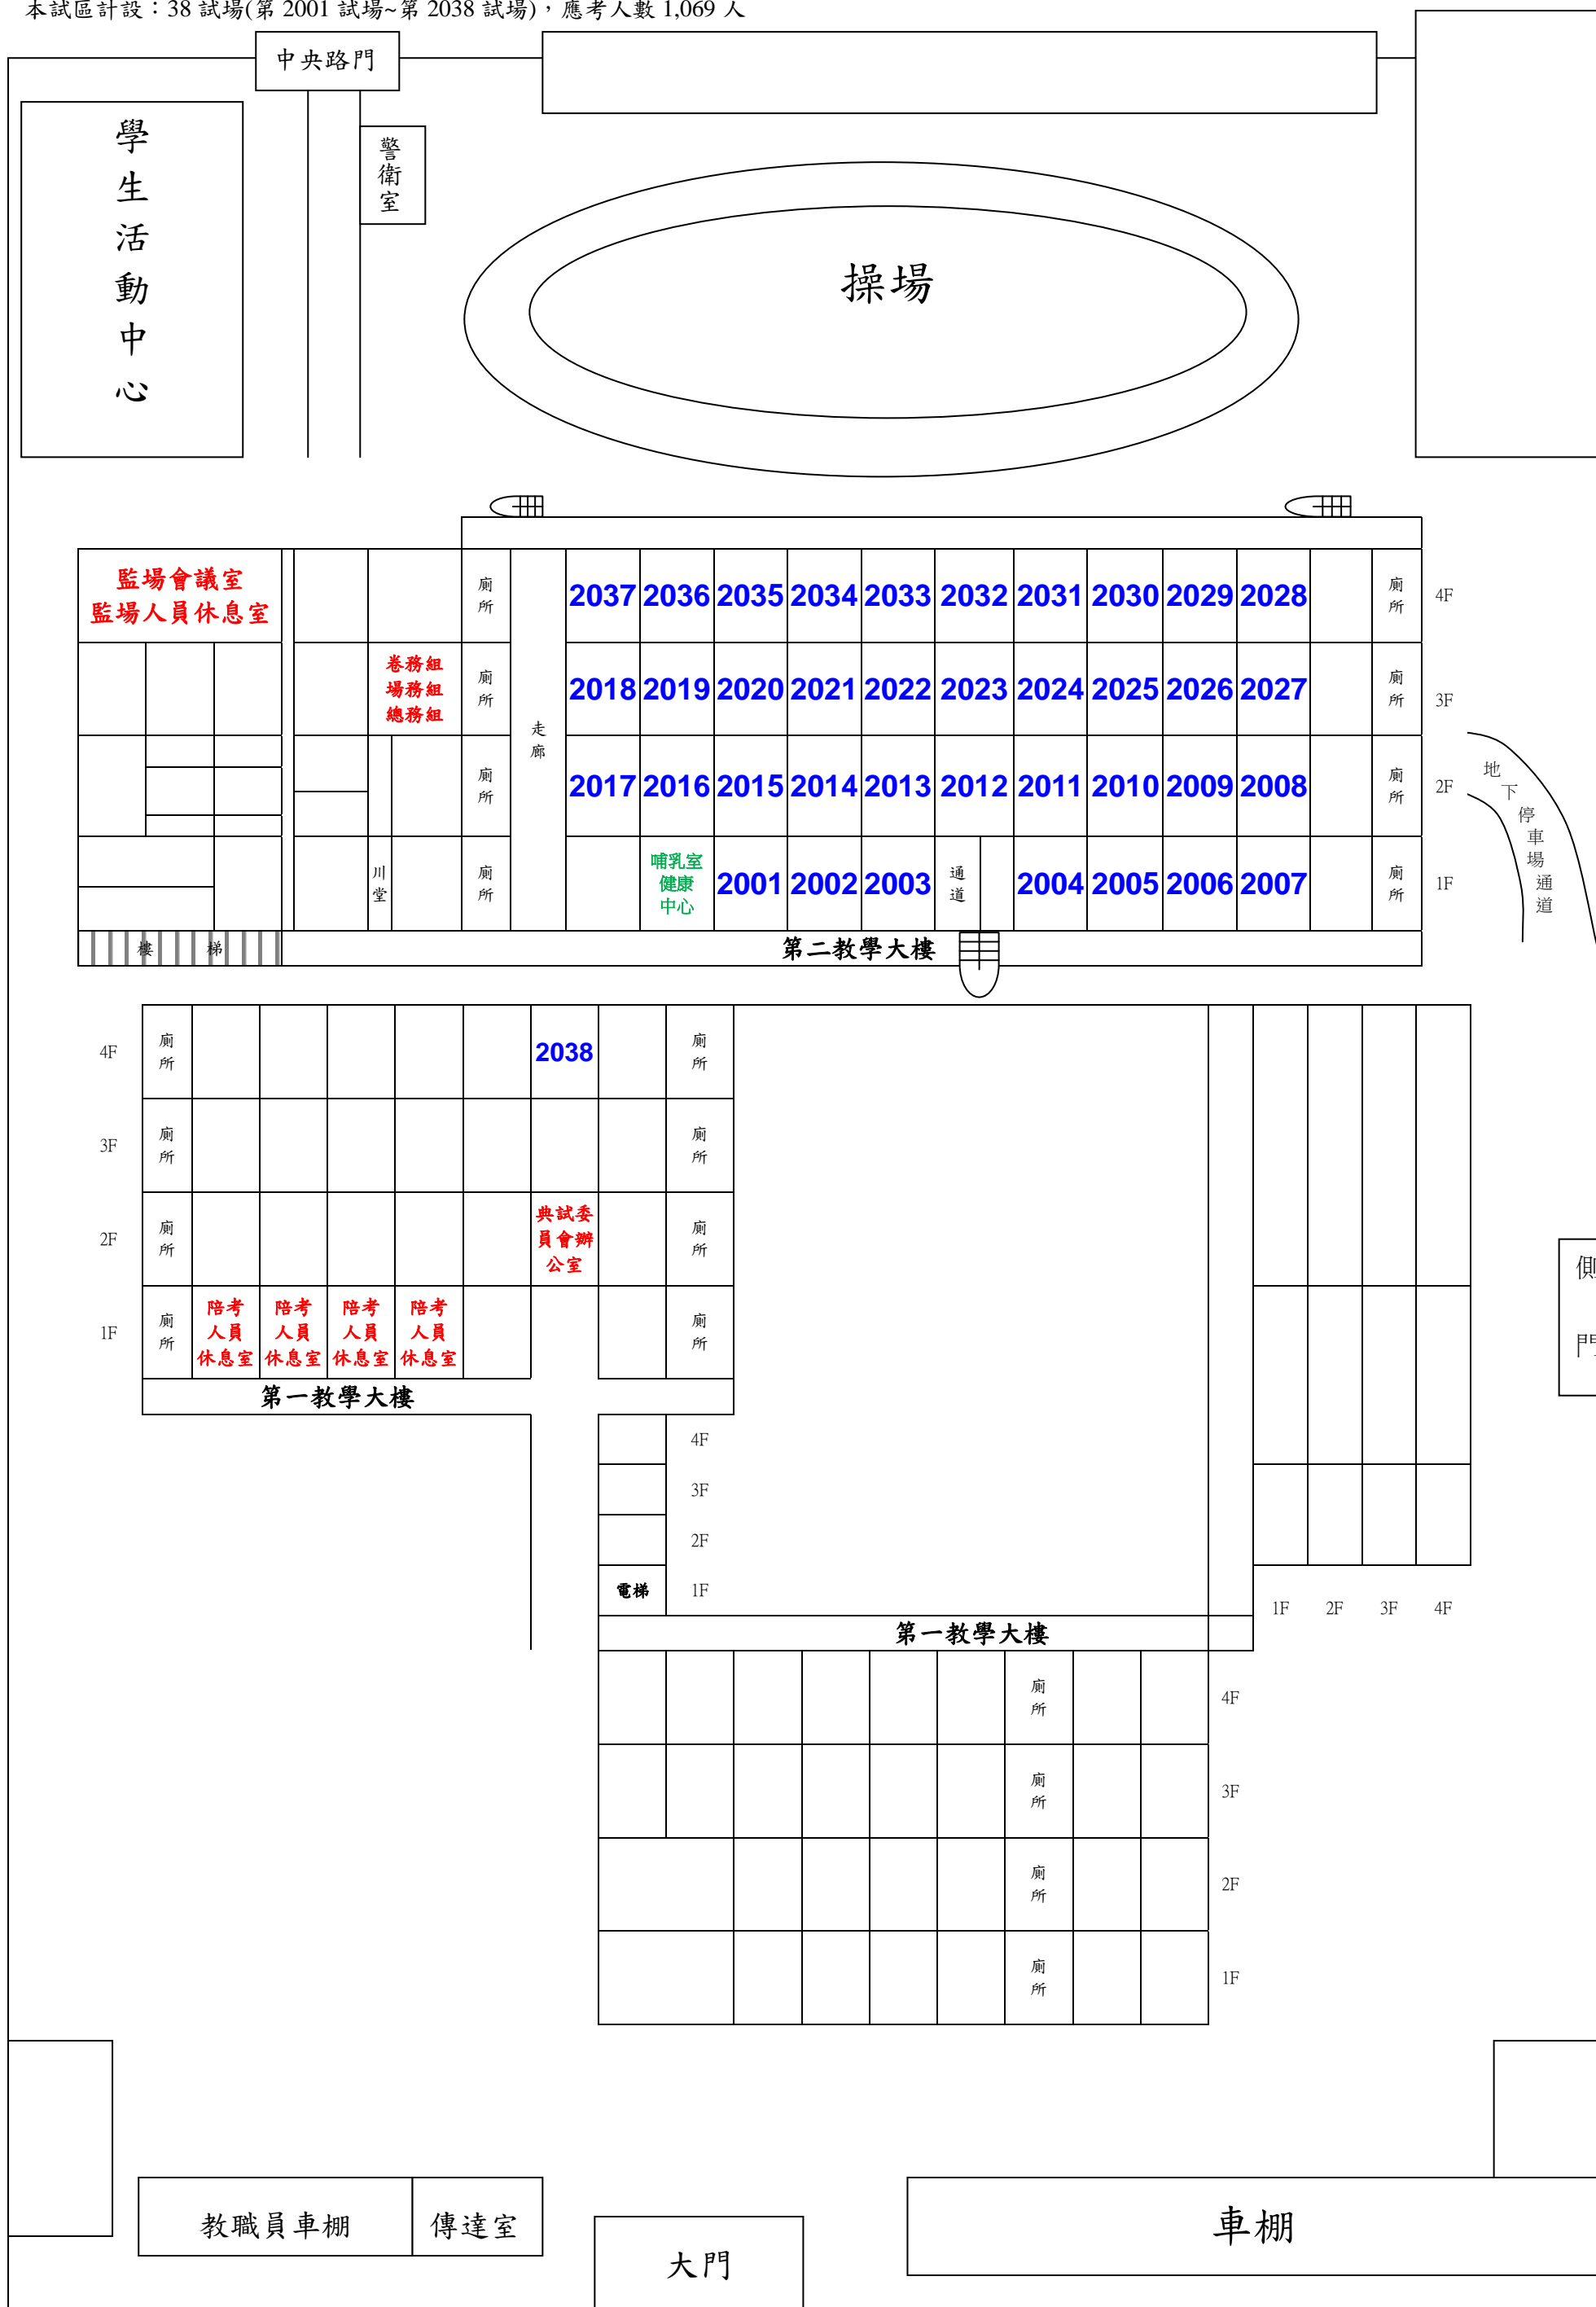 本試區計設：38 試場(第 2001 試場~第 2038 試場)，應考人數 1,069 人
中央路門
學生活動中心
警衛室
操場
監場會議室
監場人員休息室
廁所
2037 2036 2035 2034 2033 2032 2031 2030 2029 2028
廁所
4F
卷務組
場務組
總務組
廁所
走廊
2018 2019 2020 2021 2022 2023 2024 2025 2026 2027
廁所
3F
廁所
2017 2016 2015 2014 2013 2012 2011 2010 2009 2008
廁所
2F
地下停車場通道
川堂
廁所
哺乳室
健康
中心
2001 2002 2003
通道
2004 2005 2006 2007
廁所
1F
樓梯
第二教學大樓
4F
廁所
2038
廁所
3F
廁所
廁所
2F
廁所
典試委
員會辦
公室
廁所
側門
1F
廁所
陪考
人員
休息室
陪考
人員
休息室
陪考
人員
休息室
陪考
人員
休息室
廁所
第一教學大樓
4F
3F
2F
電梯
1F
1F 2F 3F 4F
第一教學大樓
廁所
4F
廁所
3F
廁所
2F
廁所
1F
教職員車棚
傳達室
大門
車棚